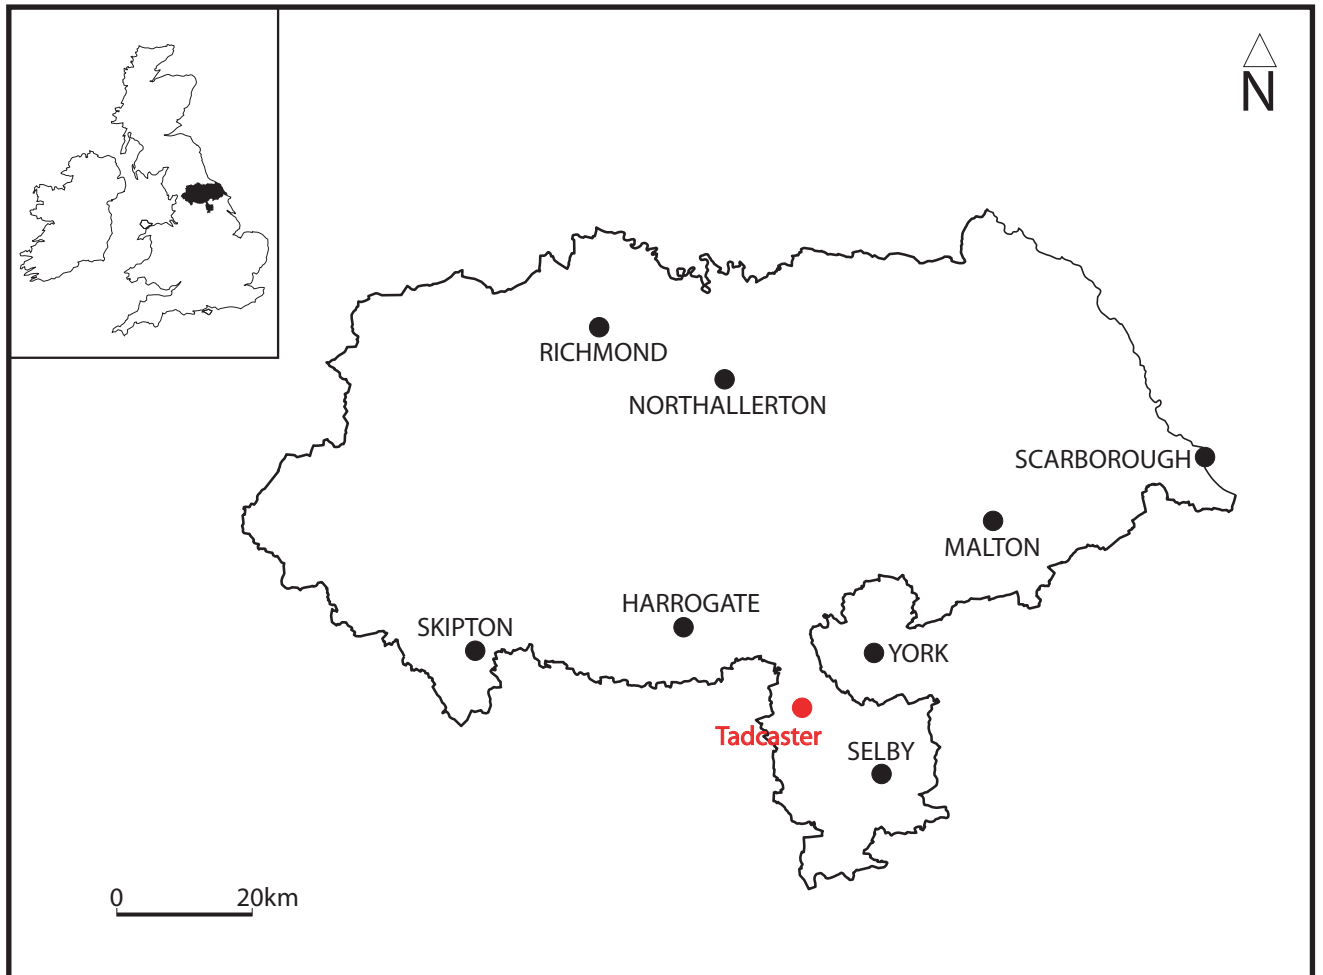 N
RICHMOND
NORTHALLERTON
SCARBOROUGH
MALTON
HARROGATE
SKIPTON
YORK
Tadcaster
SELBY
0 20km